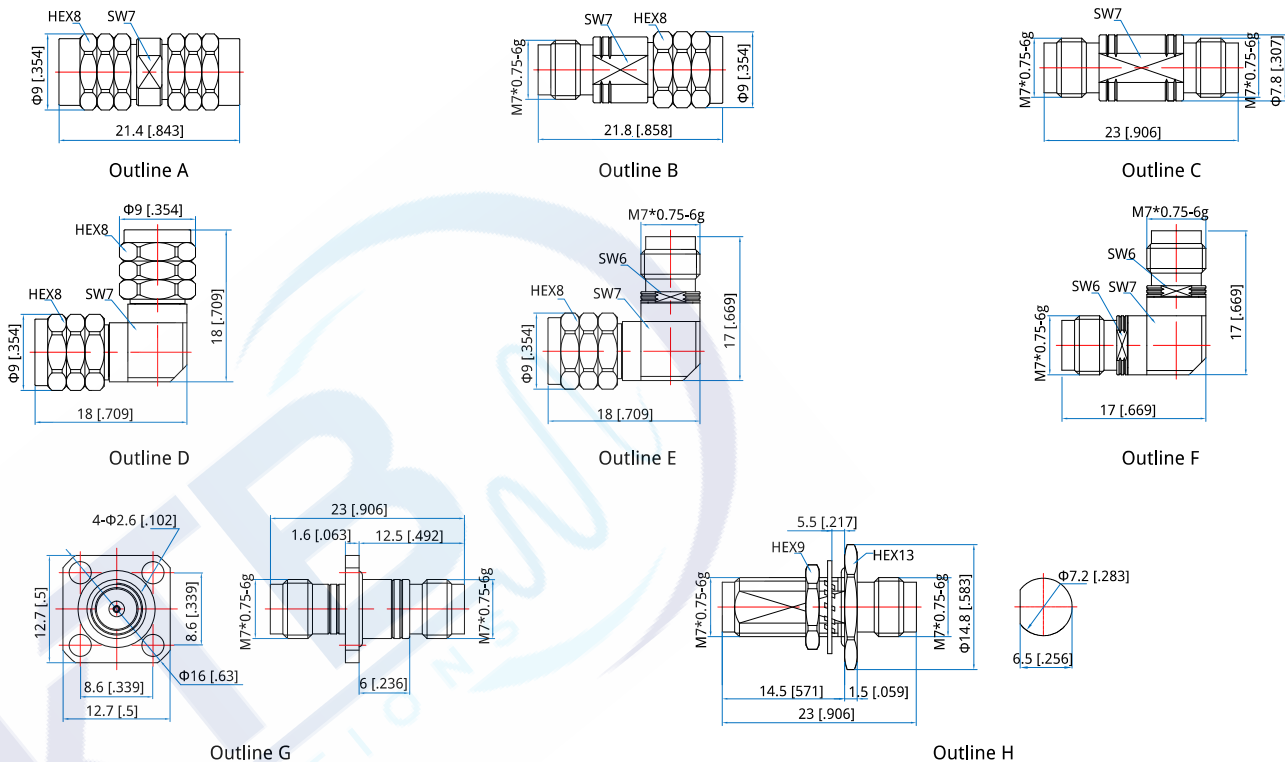 HEX8
SW7
Φ9 [.354]
21.4 [.843]
Outline A
SW7
HEX8
M7*0.75-6g
Φ9 [.354]
21.8 [.858]
Outline B
SW7
M7*0.75-6g
M7*0.75-6g
Φ7.8 [.307]
23 [.906]
Outline C
Φ9 [.354]
HEX8
HEX8
SW7
Φ9 [.354]
18 [.709]
18 [.709]
Outline D
M7*0.75-6g
SW6
HEX8
SW7
Φ9 [.354]
17 [.669]
18 [.709]
Outline E
M7*0.75-6g
SW6
SW6
SW7
M7*0.75-6g
17 [.669]
17 [.669]
Outline F
4-Φ2.6 [.102]
12.7 [.5]
8.6 [.339]
Φ16 [.63]
8.6 [.339]
12.7 [.5]
23 [.906]
1.6 [.063]
12.5 [.492]
M7*0.75-6g
M7*0.75-6g
6 [.236]
Outline G
5.5 [.217]
HEX9
HEX13
M7*0.75-6g
M7*0.75-6g
Φ14.8 [.583]
14.5 [571]
1.5 [.059]
23 [.906]
Φ7.2 [.283]
6.5 [.256]
Outline H